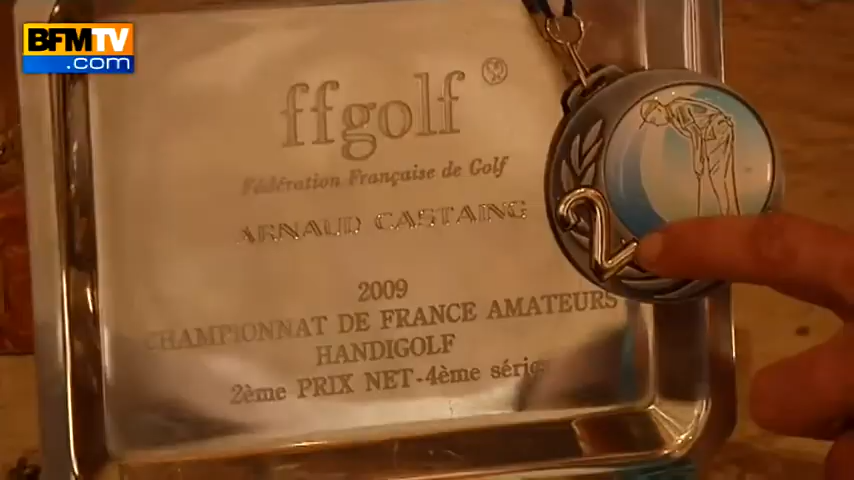 BFMTV
.com
ffgolf
Fédération Française de Golf
ARNAUD CASTAING
2
2009
CHAMPIONNAT DE FRANCE AMATEURS
HANDIGOLF
2ème PRIX NET-4ème série